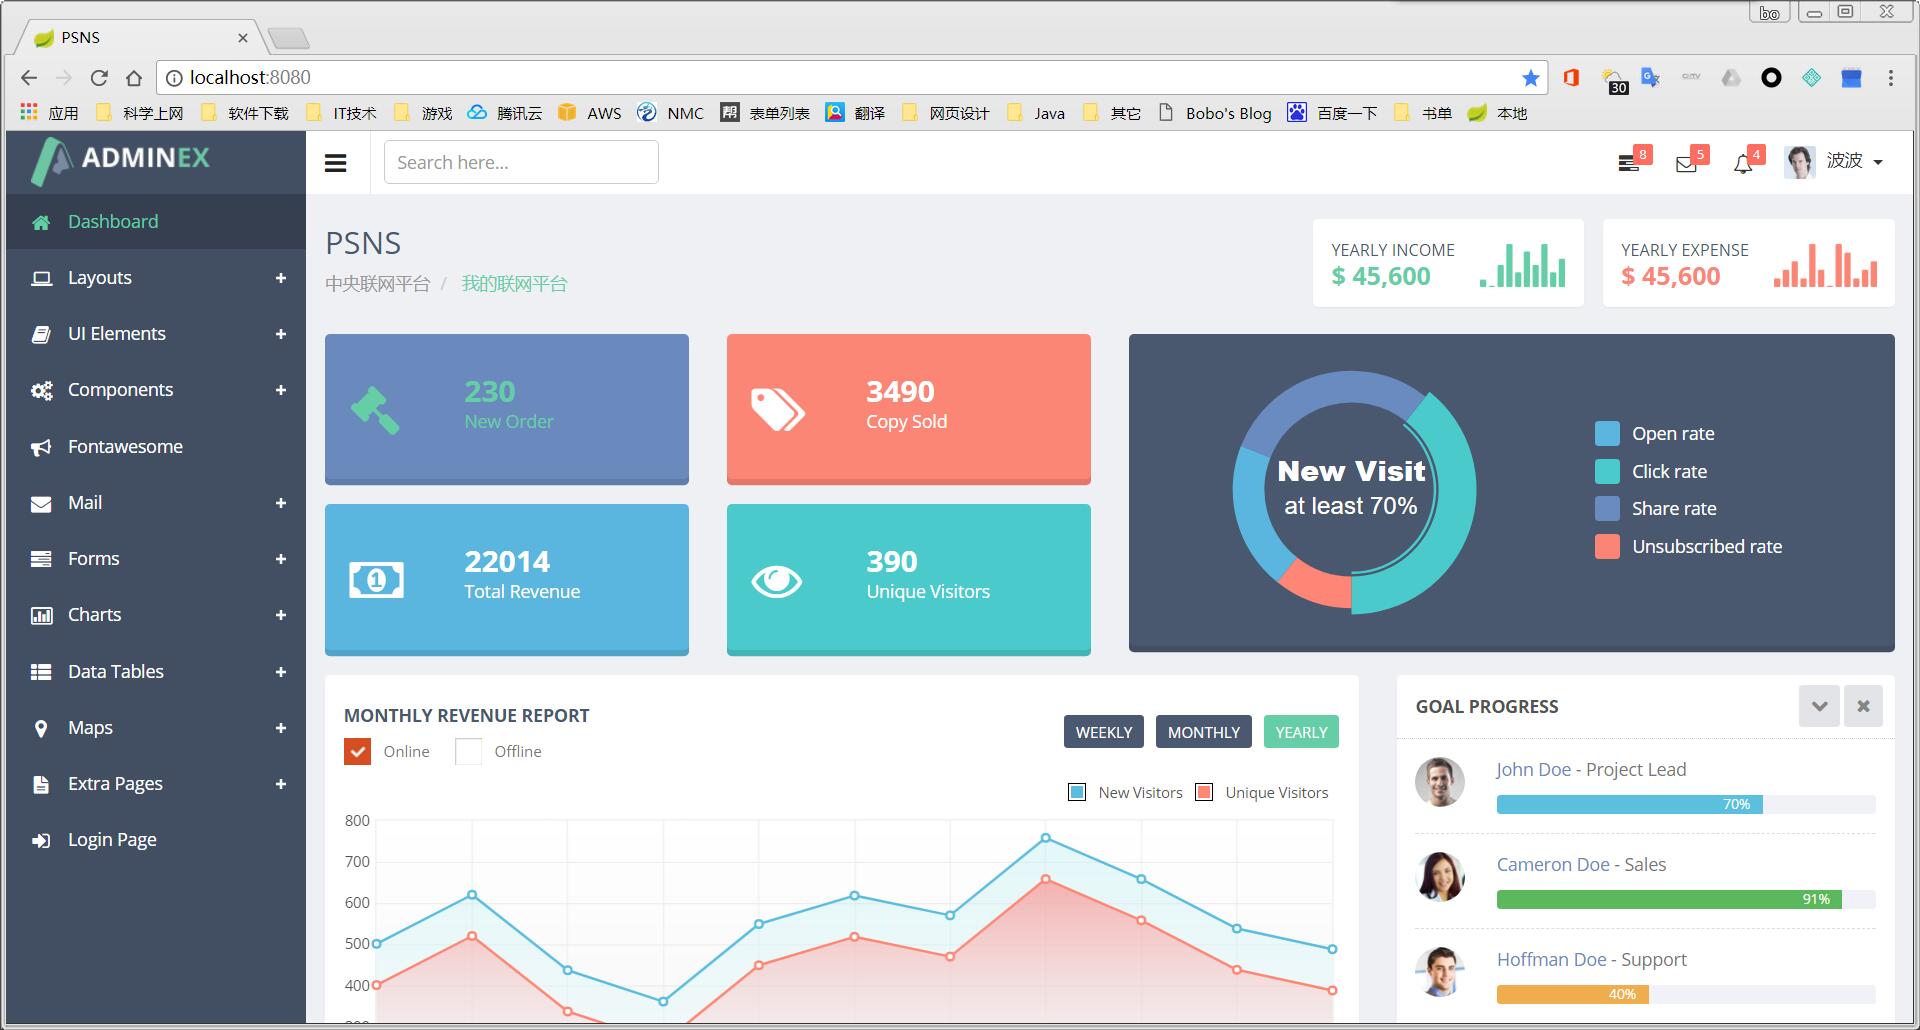 bo
PSNS
localhost:8080
30
应用 科学上网 软件下载 IT技术 游戏 腾讯云 AWS NMC 帮 表单列表 翻译 网页设计 Java 其它 Bobo's Blog 百度一下 书单 本地
ADMINEX
Search here...
8 5 4 波波
Dashboard
Layouts
UI Elements
Components
Fontawesome
Mail
Forms
Charts
Data Tables
Maps
Extra Pages
Login Page
PSNS
中央联网平台 / 我的联网平台
YEARLY INCOME
$ 45,600
YEARLY EXPENSE
$ 45,600
230
New Order
3490
Copy Sold
22014
Total Revenue
390
Unique Visitors
New Visit
at least 70%
Open rate
Click rate
Share rate
Unsubscribed rate
MONTHLY REVENUE REPORT
Online Offline
WEEKLY MONTHLY YEARLY
New Visitors Unique Visitors
800
700
600
500
400
GOAL PROGRESS
John Doe - Project Lead
70%
Cameron Doe - Sales
91%
Hoffman Doe - Support
40%